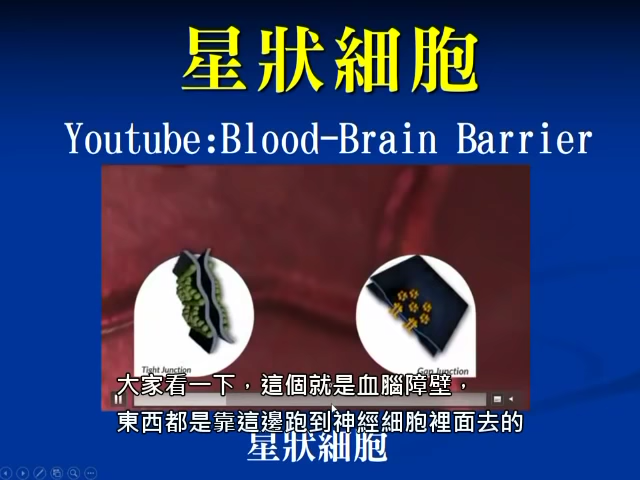 星狀細胞
Youtube:Blood-Brain Barrier
Tight Junction
Gap Junction
大家看一下，這個就是血腦障壁，
東西都是靠這邊跑到神經細胞裡面去的
星狀細胞